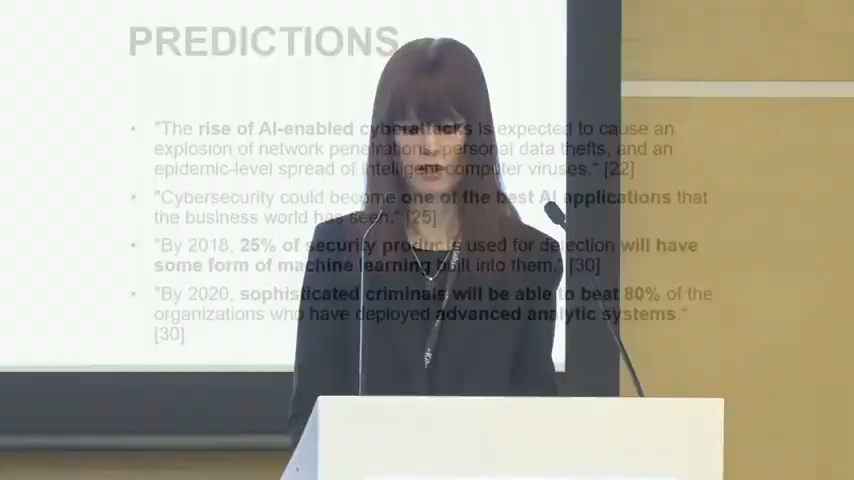 PREDICTIONS
• "The rise of AI-enabled cyberattacks is expected to cause an
explosion of network penetrations, personal data thefts, and an
epidemic-level spread of intelligent computer viruses." [22]
• "Cybersecurity could become one of the best AI applications that
the business world has seen." [25]
• "By 2018, 25% of security products used for detection will have
some form of machine learning built into them." [30]
• "By 2020, sophisticated criminals will be able to beat 80% of the
organizations who have deployed advanced analytic systems."
[30]